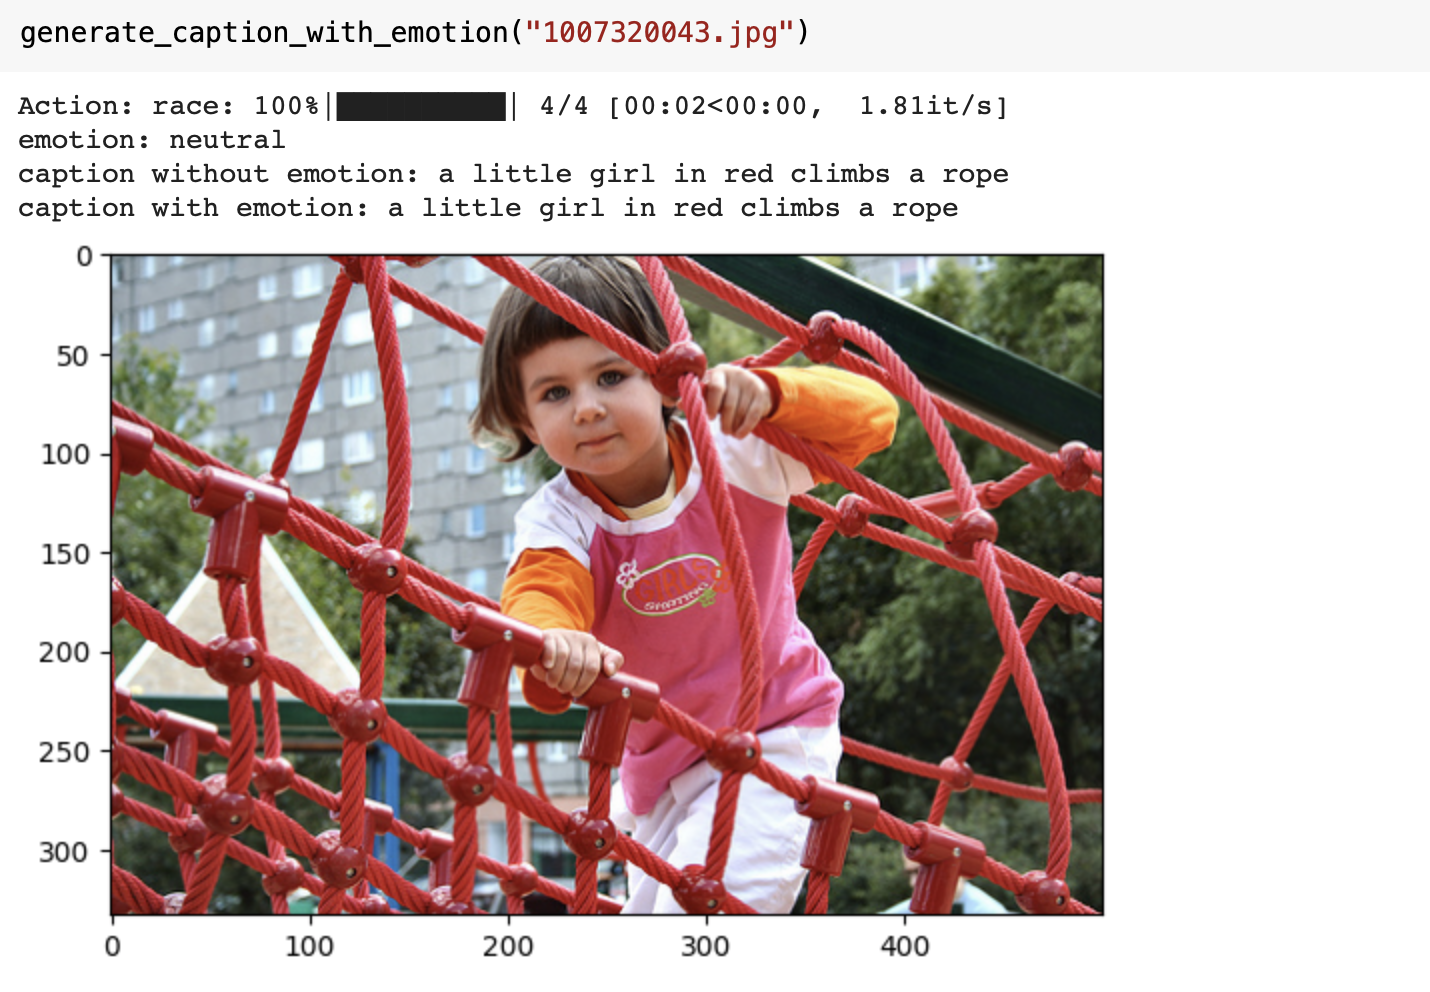 generate_caption_with_emotion("1007320043.jpg")
Action: race: 100%|██████████| 4/4 [00:02<00:00,  1.81it/s]
emotion: neutral
caption without emotion: a little girl in red climbs a rope
caption with emotion: a little girl in red climbs a rope
0
50
100
150
200
250
300
GIRLS
SPORTING
0 100 200 300 400